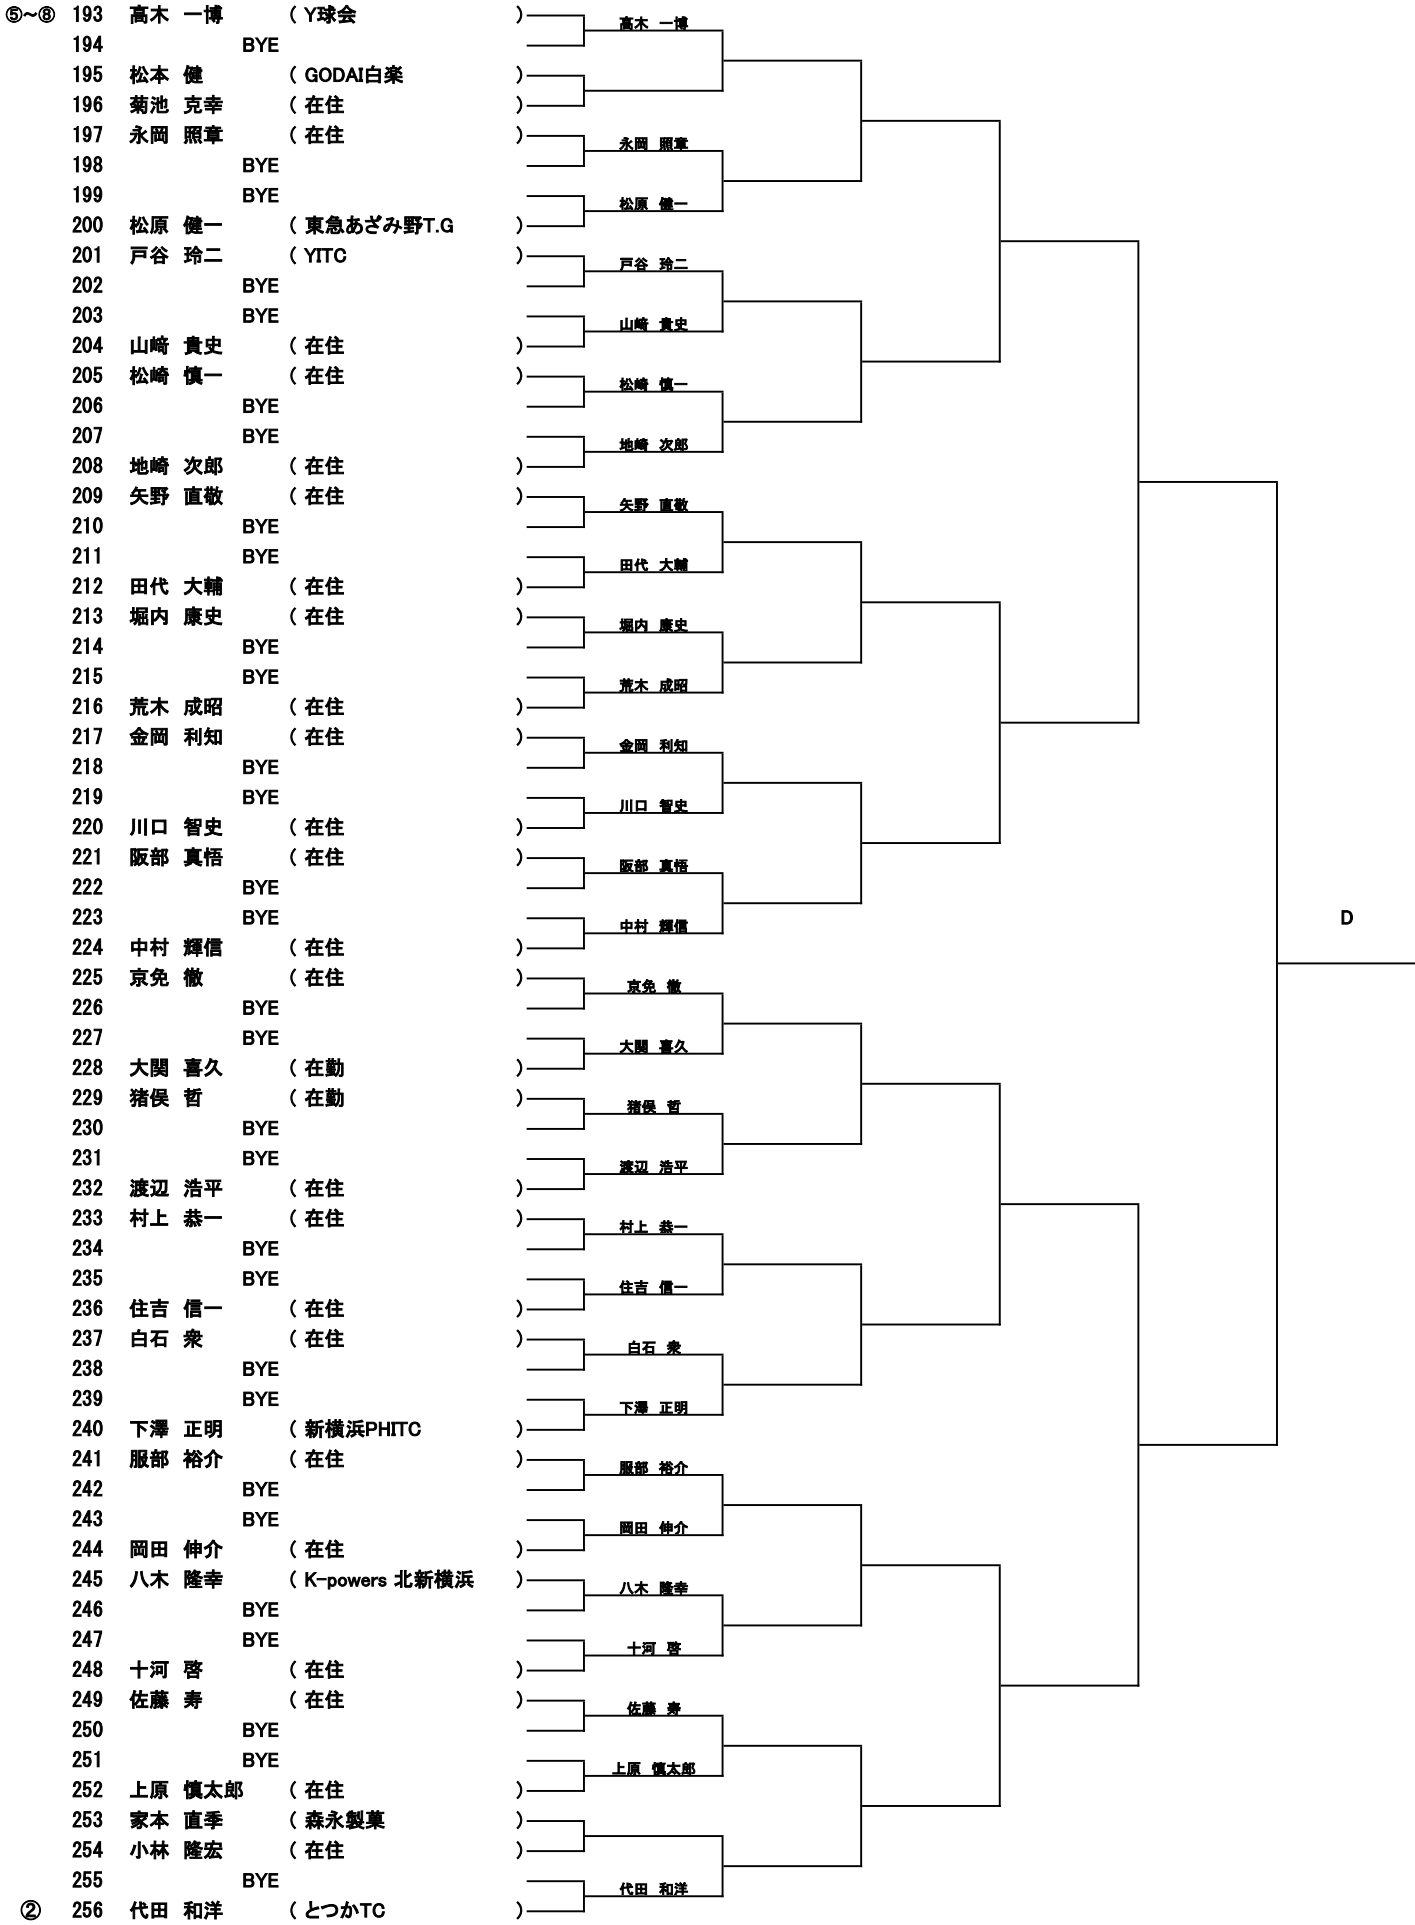 ⑤~⑧ 193 高木 一博 ( Y球会 ) 高木 一博
194 BYE
195 松本 健 ( GODAI白楽 )
196 菊池 克幸 ( 在住 )
197 永岡 照章 ( 在住 ) 永岡 照章
198 BYE
199 BYE 松原 健一
200 松原 健一 ( 東急あざみ野T.G )
201 戸谷 玲二 ( YITC ) 戸谷 玲二
202 BYE
203 BYE 山﨑 貴史
204 山﨑 貴史 ( 在住 )
205 松崎 慎一 ( 在住 ) 松崎 慎一
206 BYE
207 BYE 地崎 次郎
208 地崎 次郎 ( 在住 )
209 矢野 直敬 ( 在住 ) 矢野 直敬
210 BYE
211 BYE 田代 大輔
212 田代 大輔 ( 在住 )
213 堀内 康史 ( 在住 ) 堀内 康史
214 BYE
215 BYE 荒木 成昭
216 荒木 成昭 ( 在住 )
217 金岡 利知 ( 在住 ) 金岡 利知
218 BYE
219 BYE 川口 智史
220 川口 智史 ( 在住 )
221 阪部 真悟 ( 在住 ) 阪部 真悟
222 BYE
223 BYE 中村 輝信 D
224 中村 輝信 ( 在住 )
225 京免 徹 ( 在住 ) 京免 徹
226 BYE
227 BYE 大関 喜久
228 大関 喜久 ( 在勤 )
229 猪俣 哲 ( 在勤 ) 猪俣 哲
230 BYE
231 BYE 渡辺 浩平
232 渡辺 浩平 ( 在住 )
233 村上 恭一 ( 在住 ) 村上 恭一
234 BYE
235 BYE 住吉 信一
236 住吉 信一 ( 在住 )
237 白石 衆 ( 在住 ) 白石 衆
238 BYE
239 BYE 下澤 正明
240 下澤 正明 ( 新横浜PHITC )
241 服部 裕介 ( 在住 ) 服部 裕介
242 BYE
243 BYE 岡田 伸介
244 岡田 伸介 ( 在住 )
245 八木 隆幸 ( K-powers 北新横浜 ) 八木 隆幸
246 BYE
247 BYE 十河 啓
248 十河 啓 ( 在住 )
249 佐藤 寿 ( 在住 ) 佐藤 寿
250 BYE
251 BYE 上原 慎太郎
252 上原 慎太郎 ( 在住 )
253 家本 直季 ( 森永製菓 )
254 小林 隆宏 ( 在住 )
255 BYE 代田 和洋
② 256 代田 和洋 ( とつかTC )